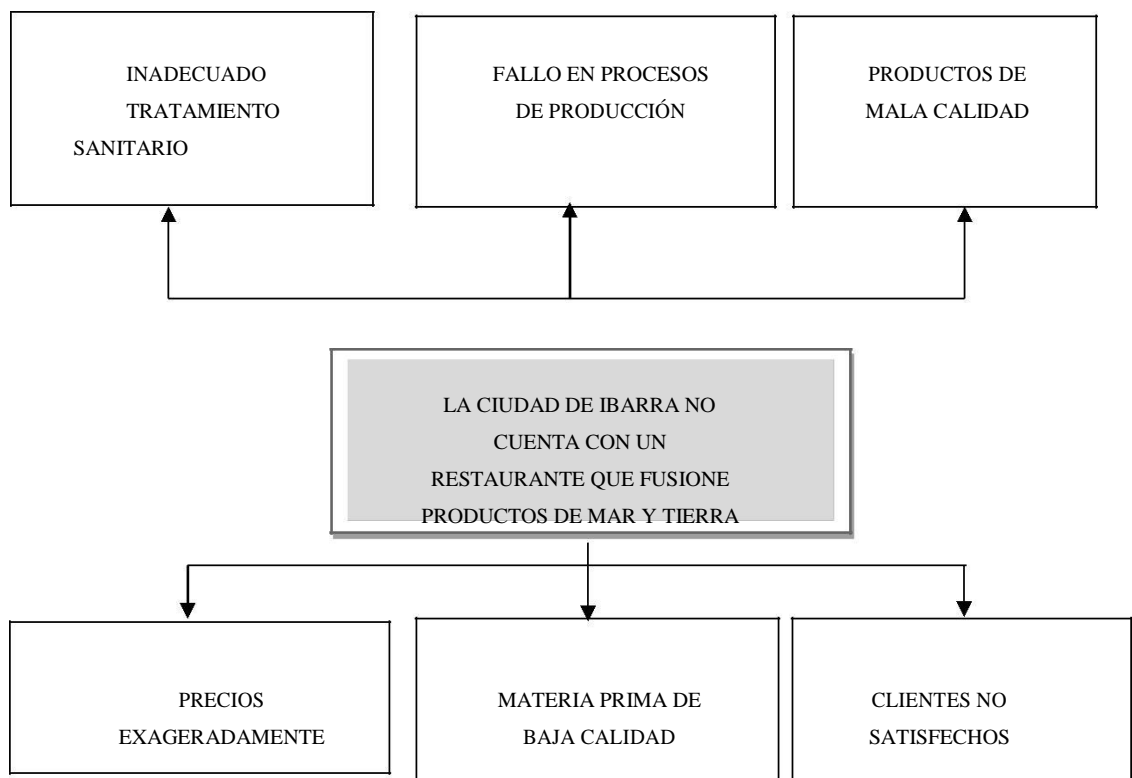 INADECUADO
TRATAMIENTO
SANITARIO
FALLO EN PROCESOS
DE PRODUCCIÓN
PRODUCTOS DE
MALA CALIDAD
LA CIUDAD DE IBARRA NO
CUENTA CON UN
RESTAURANTE QUE FUSIONE
PRODUCTOS DE MAR Y TIERRA
PRECIOS
EXAGERADAMENTE
MATERIA PRIMA DE
BAJA CALIDAD
CLIENTES NO
SATISFECHOS